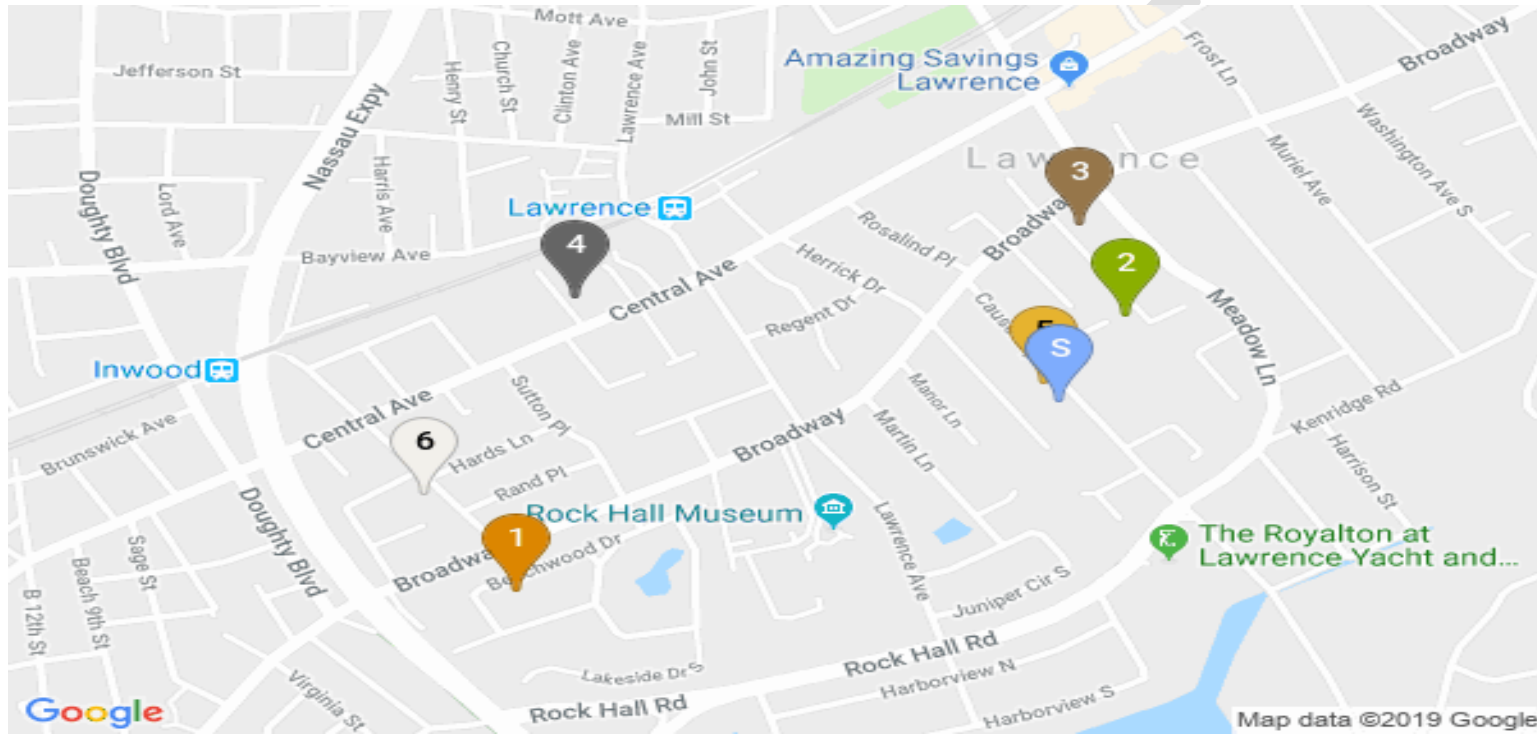 Mott Ave
Jefferson St
Nassau Expy
Henry St
Church St
Clinton Ave
Lawrence Ave
John St
Mill St
Amazing Savings
Lawrence
Frost Ln
Broadway
Washington Ave S
Muriel Ave
Lawrence
3
Doughty Blvd
Lord Ave
Harris Ave
Bayview Ave
Lawrence
4
Central Ave
Rosalind Pl
Herrick Dr
Regent Dr
Broadway
2
Meadow Ln
S
Inwood
Central Ave
Sutton Pl
Manor Ln
Martin Ln
Kenridge Rd
Harrison St
Brunswick Ave
6
Hards Ln
Rand Pl
Broadway
Rock Hall Museum
Lawrence Ave
The Royalton at
Lawrence Yacht and...
Doughty Blvd
1
Broadway
Beechwood Dr
Sage St
Beach 9th St
B 12th St
Virginia St
Lakeside Dr S
Juniper Cir S
Rock Hall Rd
Harborview N
Harborview S
Rock Hall Rd
Google
Map data ©2019 Google